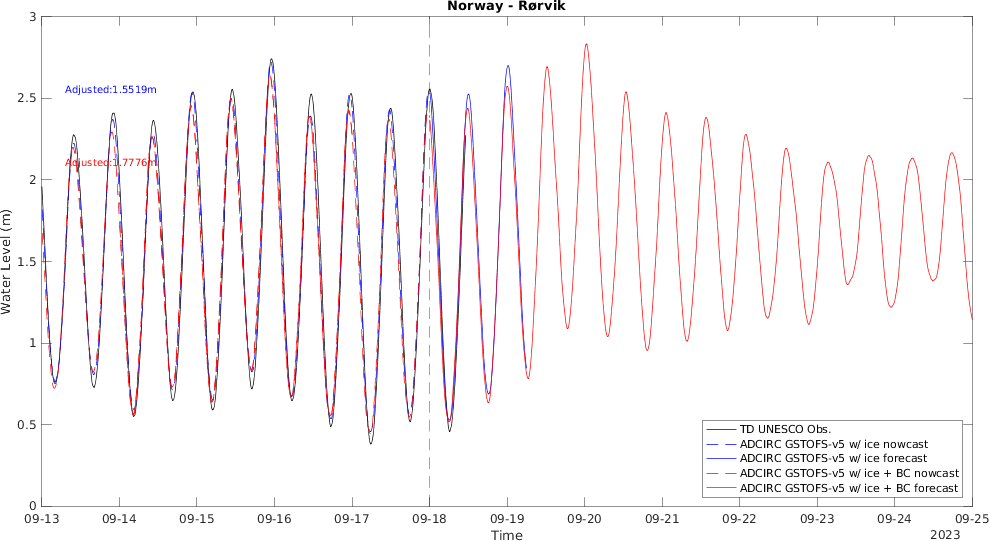 Norway - Rørvik
3
2.5
2
1.5
1
0.5
0
Water Level (m)
Adjusted:1.5519m
Adjusted:1.7776m
TD UNESCO Obs.
ADCIRC GSTOFS-v5 w/ ice nowcast
ADCIRC GSTOFS-v5 w/ ice forecast
ADCIRC GSTOFS-v5 w/ ice + BC nowcast
ADCIRC GSTOFS-v5 w/ ice + BC forecast
09-13 09-14 09-15 09-16 09-17 09-18 09-19 09-20 09-21 09-22 09-23 09-24 09-25
Time
2023